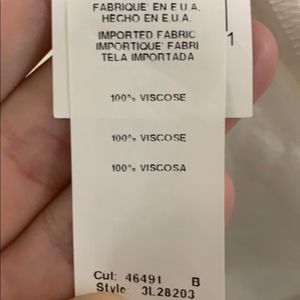 FABRIQUE' EN E.U.A.
HECHO EN E.U.A.
IMPORTED FABRIC
IMPORTIQUE' FABRI
TELA IMPORTADA
1
100% VISCOSE
100% VISCOSE
100% VISCOSA
Cut: 46491 B
Style: 3L28203